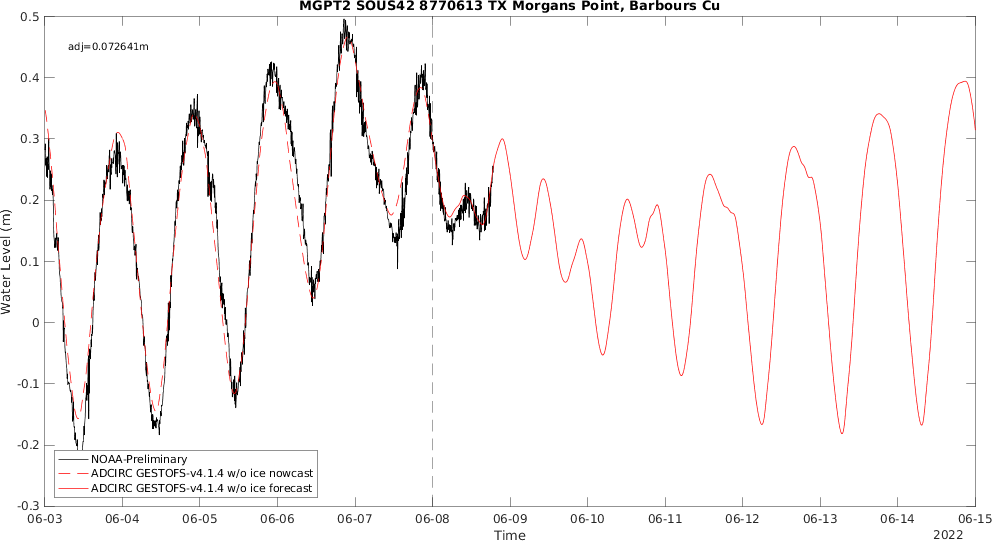 MGPT2 SOUS42 8770613 TX Morgans Point, Barbours Cu
adj=0.072641m
Water Level (m)
0.5
0.4
0.3
0.2
0.1
0
-0.1
-0.2
-0.3
NOAA-Preliminary
ADCIRC GESTOFS-v4.1.4 w/o ice nowcast
ADCIRC GESTOFS-v4.1.4 w/o ice forecast
06-03 06-04 06-05 06-06 06-07 06-08 06-09 06-10 06-11 06-12 06-13 06-14 06-15
Time
2022